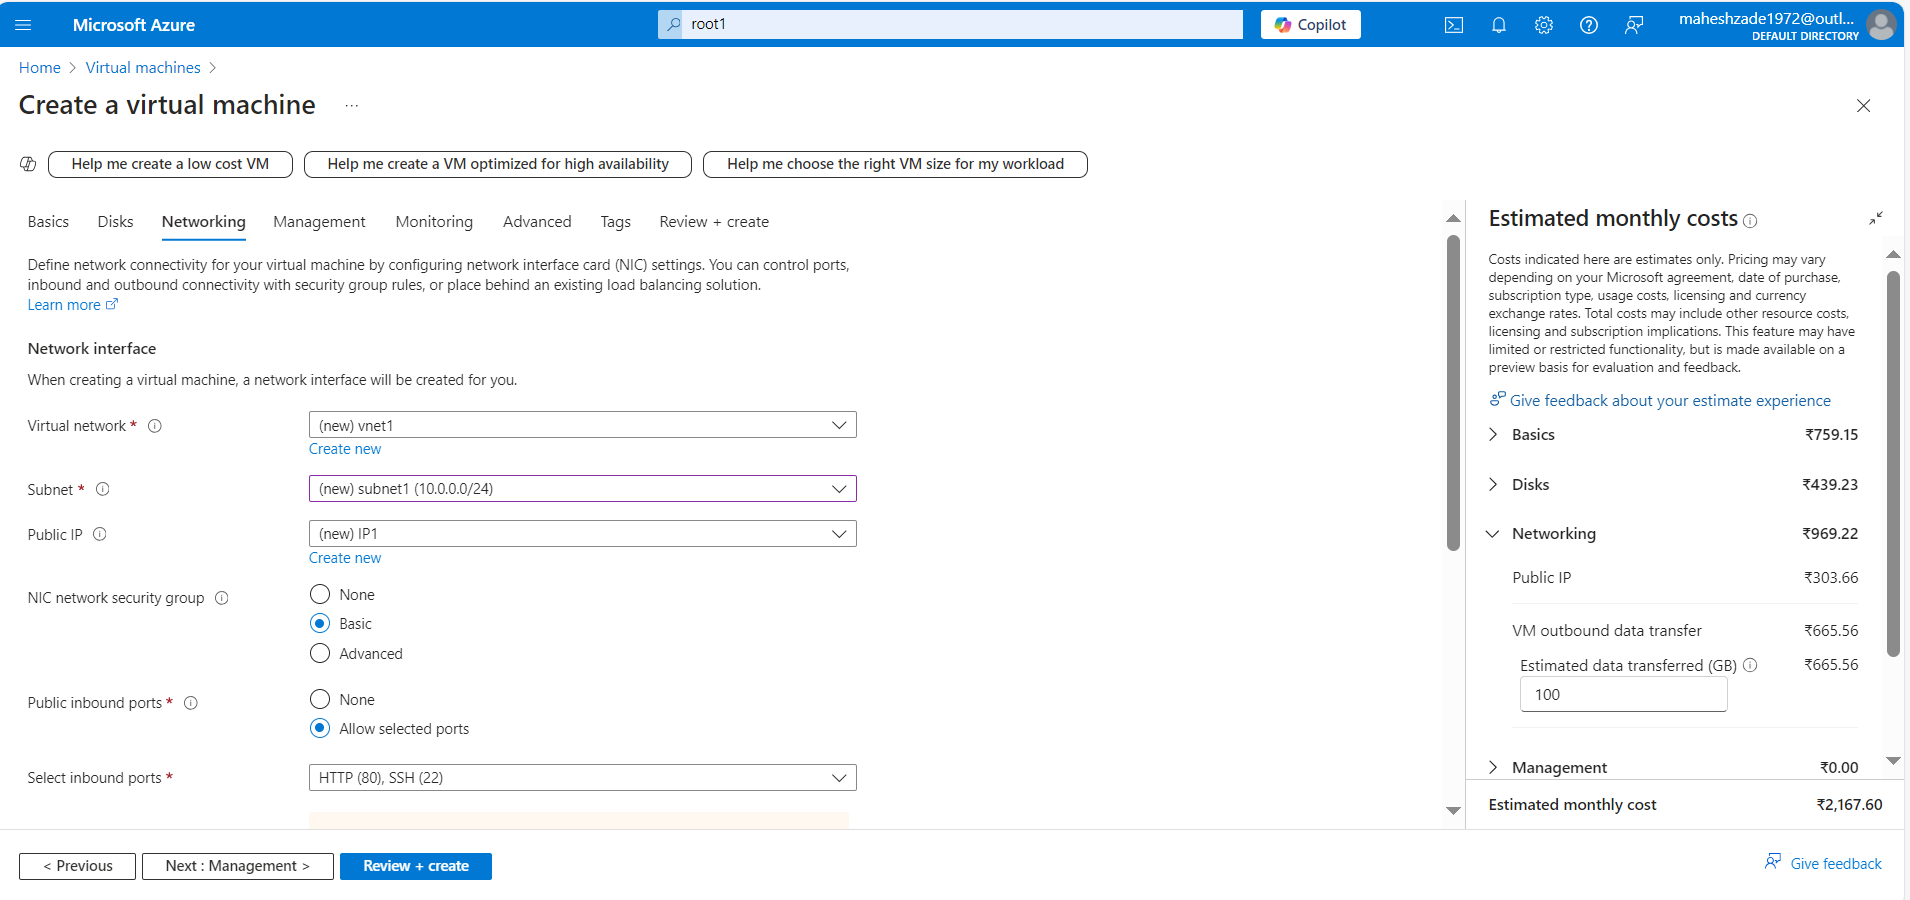 Microsoft Azure
root1
Copilot
maheshzade1972@outl...
DEFAULT DIRECTORY
Home > Virtual machines >
Create a virtual machine ...
Help me create a low cost VM
Help me create a VM optimized for high availability
Help me choose the right VM size for my workload
Basics Disks Networking Management Monitoring Advanced Tags Review + create
Define network connectivity for your virtual machine by configuring network interface card (NIC) settings. You can control ports,
inbound and outbound connectivity with security group rules, or place behind an existing load balancing solution.
Learn more
Network interface
When creating a virtual machine, a network interface will be created for you.
Virtual network *
(new) vnet1
Create new
Subnet *
(new) subnet1 (10.0.0.0/24)
Public IP
(new) IP1
Create new
NIC network security group
None
Basic
Advanced
Public inbound ports *
None
Allow selected ports
Select inbound ports *
HTTP (80), SSH (22)
< Previous
Next : Management >
Review + create
Estimated monthly costs
Costs indicated here are estimates only. Pricing may vary
depending on your Microsoft agreement, date of purchase,
subscription type, usage costs, licensing and currency
exchange rates. Total costs may include other resource costs,
licensing and subscription implications. This feature may have
limited or restricted functionality, but is made available on a
preview basis for evaluation and feedback.
Give feedback about your estimate experience
Basics ₹759.15
Disks ₹439.23
Networking ₹969.22
Public IP ₹303.66
VM outbound data transfer ₹665.56
Estimated data transferred (GB) ₹665.56
100
Management ₹0.00
Estimated monthly cost ₹2,167.60
Give feedback